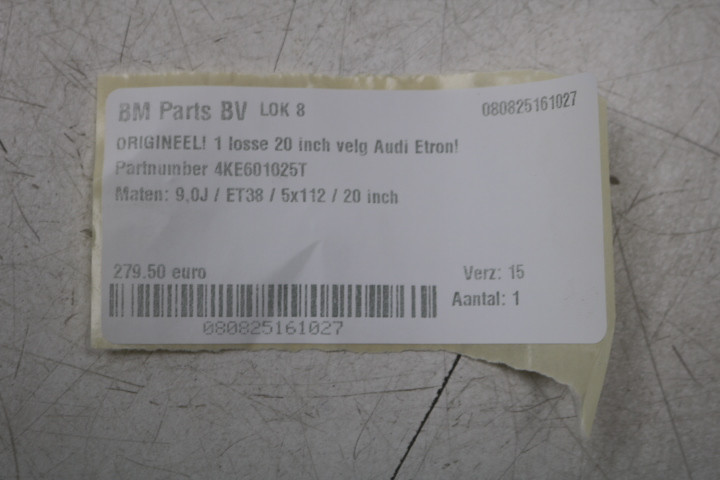 BM Parts BV LOK 8 080825161027
ORIGINEEL! 1 losse 20 inch velg Audi Etron!
Partnumber 4KE601025T
Maten: 9,0J / ET38 / 5x112 / 20 inch
279.50 euro Verz: 15
Aantal: 1
080825161027